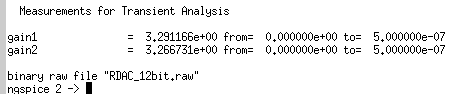 Measurements for Transient Analysis
gain1 = 3.291166e+00 from= 0.000000e+00 to= 5.000000e-07
gain2 = 3.266731e+00 from= 0.000000e+00 to= 5.000000e-07
binary raw file "RDAC_12bit.raw"
ngspice 2 ->